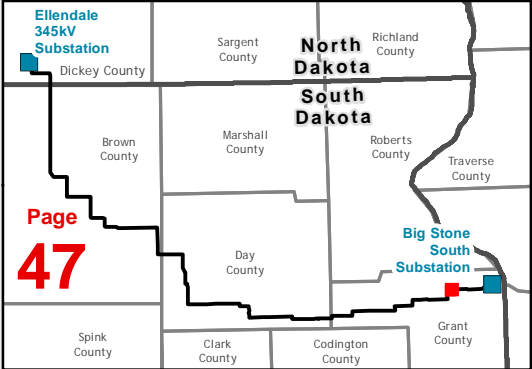 Ellendale
345kV
Substation
Dickey County
Sargent
County
North
Dakota
Richland
County
South
Dakota
Brown
County
Marshall
County
Roberts
County
Traverse
County
Page
47
Day
County
Big Stone
South
Substation
Grant
County
Spink
County
Clark
County
Codington
County